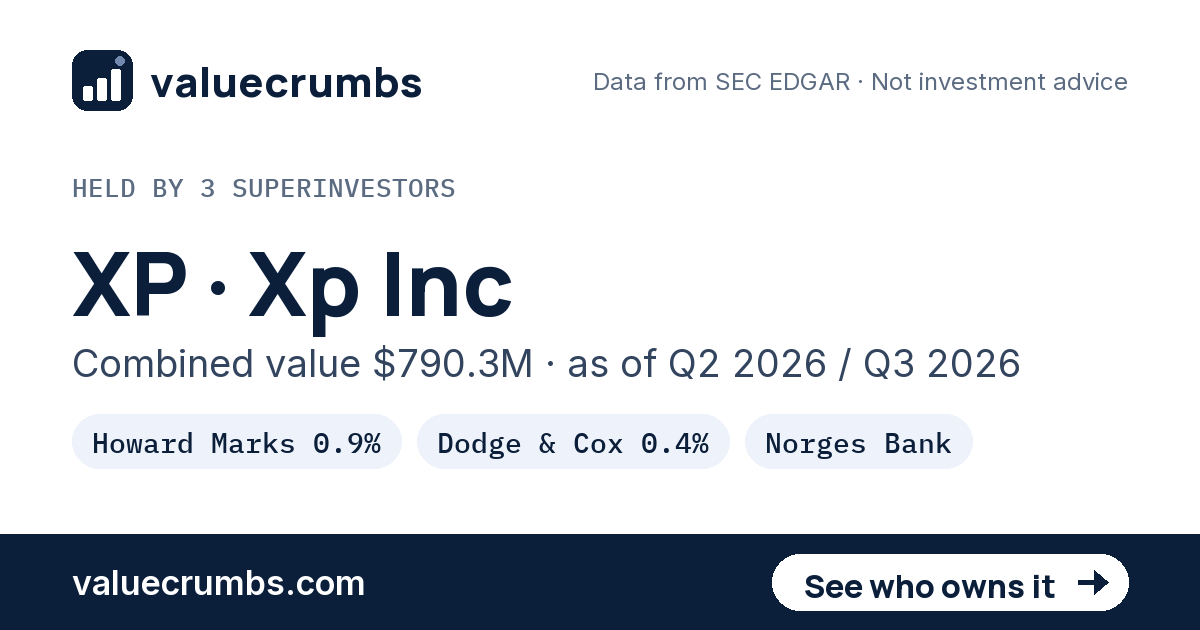 valuecrumbs
Data from SEC EDGAR · Not investment advice
HELD BY 3 SUPERINVESTORS
XP · Xp Inc
Combined value $790.3M · as of Q2 2026 / Q3 2026
Howard Marks 0.9%
Dodge & Cox 0.4%
Norges Bank
valuecrumbs.com
See who owns it →